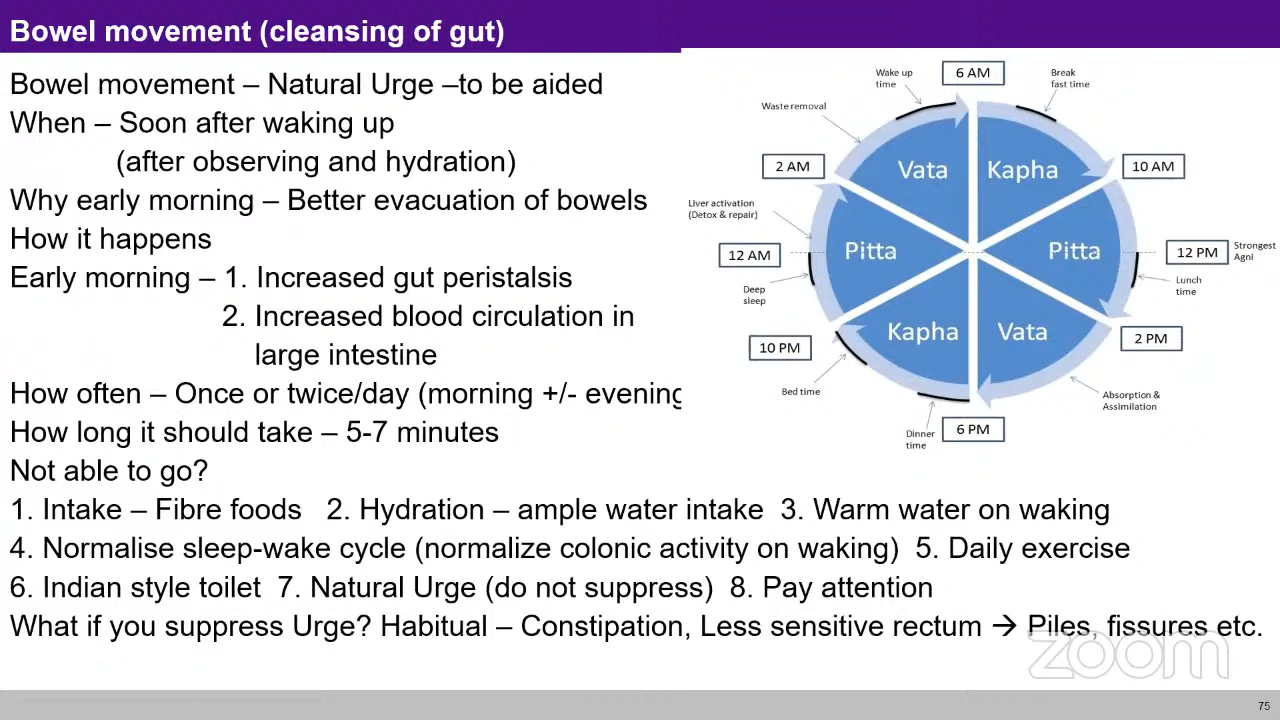 Bowel movement (cleansing of gut)
Bowel movement – Natural Urge –to be aided
When – Soon after waking up
(after observing and hydration)
Why early morning – Better evacuation of bowels
How it happens
Early morning – 1. Increased gut peristalsis
2. Increased blood circulation in
large intestine
How often – Once or twice/day (morning +/- evening
How long it should take – 5-7 minutes
Not able to go?
1. Intake – Fibre foods 2. Hydration – ample water intake 3. Warm water on waking
4. Normalise sleep-wake cycle (normalize colonic activity on waking) 5. Daily exercise
6. Indian style toilet 7. Natural Urge (do not suppress) 8. Pay attention
What if you suppress Urge? Habitual – Constipation, Less sensitive rectum → Piles, fissures etc.
6 AM
Wake up
time
Break
fast time
Waste removal
2 AM
Vata
Kapha
10 AM
Liver activation
(Detox & repair)
12 AM
Pitta
Pitta
12 PM
Strongest
Agni
Deep
sleep
Lunch
time
10 PM
Kapha
Vata
2 PM
Bed time
Absorption &
Assimilation
Dinner
time
6 PM
zoom
75